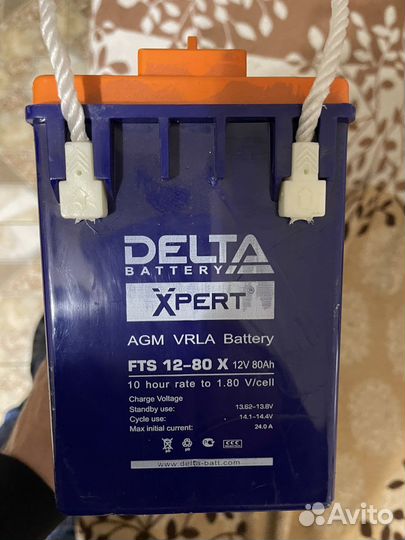 DELTA
BATTERY
XPERT
AGM VRLA Battery
FTS 12-80 X 12V 80Ah
10 hour rate to 1.80 V/cell
Charge Voltage
Standby use: 13.62-13.8V
Cycle use: 14.1-14.4V
Max initial current: 24.0A
www.delta-batt.com
Avito